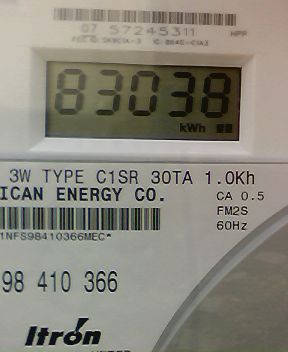 07 57245311
HPP
83038
kWh
3W TYPE C1SR 30TA 1.0Kh
ICAN ENERGY CO.
CA 0.5
FM2S
60Hz
1NFS98410366MEC*
98 410 366
Itron